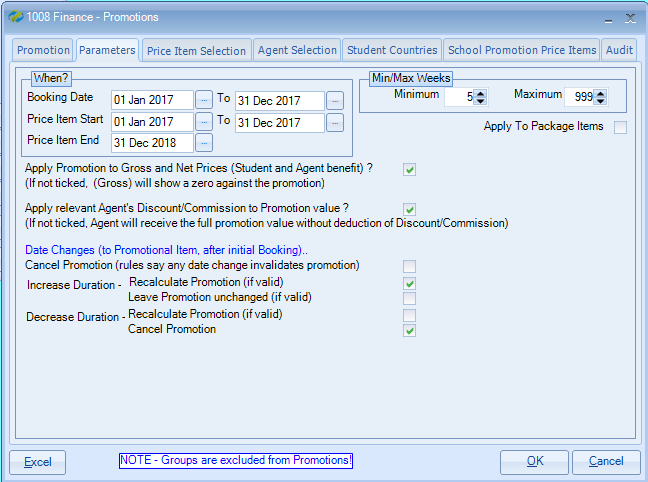 1008 Finance - Promotions
Promotion Parameters Price Item Selection Agent Selection Student Countries School Promotion Price Items Audit
When?
Booking Date 01 Jan 2017 ... To 31 Dec 2017 ...
Price Item Start 01 Jan 2017 ... To 31 Dec 2017 ...
Price Item End 31 Dec 2018 ...
Min/Max Weeks
Minimum 5 Maximum 999
Apply To Package Items
Apply Promotion to Gross and Net Prices (Student and Agent benefit) ?
(If not ticked, (Gross) will show a zero against the promotion)
Apply relevant Agent's Discount/Commission to Promotion value ?
(If not ticked, Agent will receive the full promotion value without deduction of Discount/Commission)
Date Changes (to Promotional Item, after initial Booking)..
Cancel Promotion (rules say any date change invalidates promotion)
Increase Duration - Recalculate Promotion (if valid)
Leave Promotion unchanged (if valid)
Decrease Duration - Recalculate Promotion (if valid)
Cancel Promotion
Excel NOTE - Groups are excluded from Promotions! OK Cancel